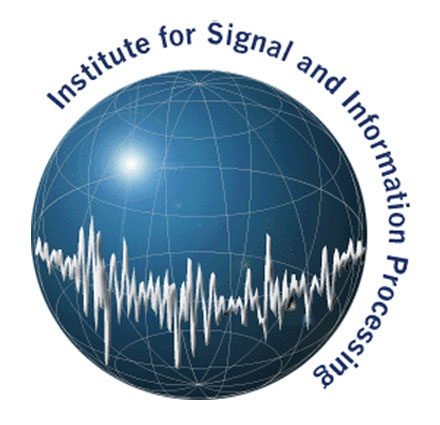 Institute for Signal and Information Processing